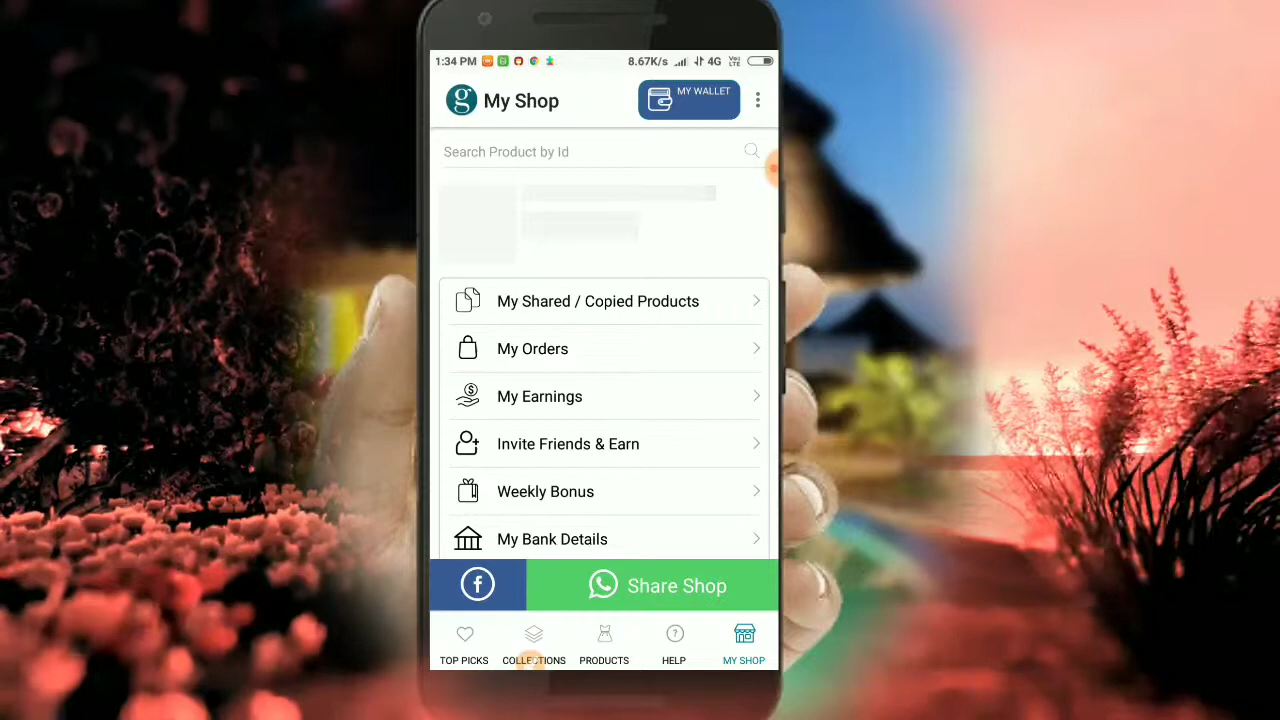 1:34 PM 8.67K/s 4G VoLTE
g My Shop MY WALLET
Search Product by Id
My Shared / Copied Products
My Orders
My Earnings
Invite Friends & Earn
Weekly Bonus
My Bank Details
f Share Shop
TOP PICKS COLLECTIONS PRODUCTS HELP MY SHOP